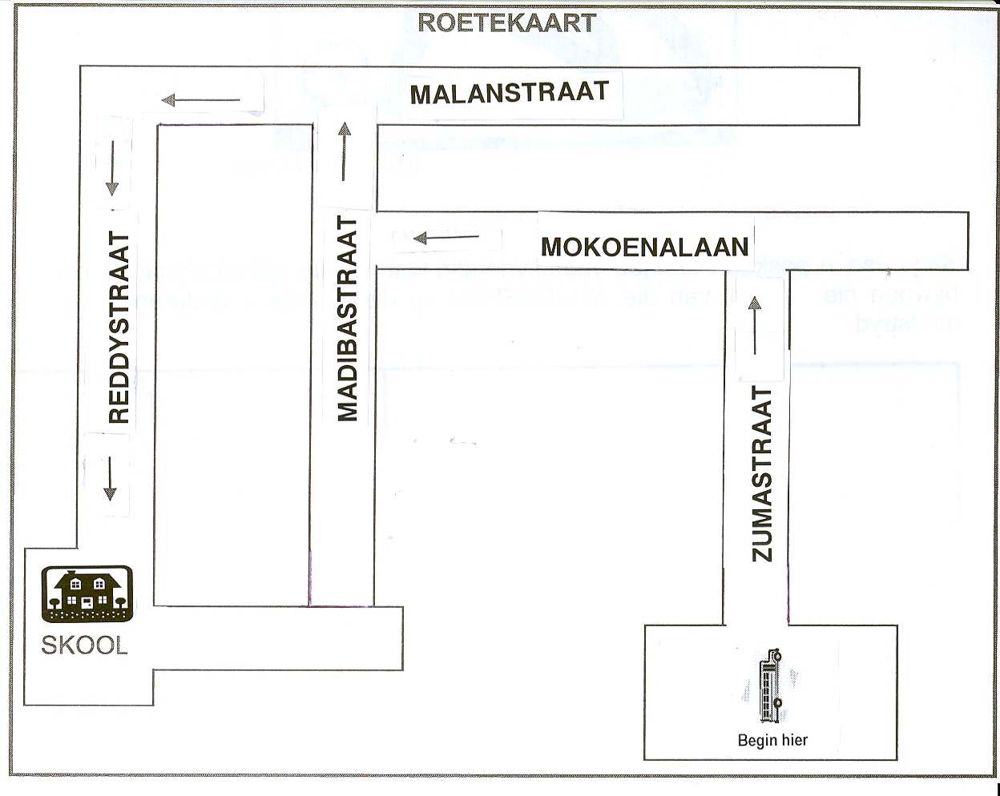 ROETEKAART
MALANSTRAAT
MOKOENALAAN
REDDYSTRAAT
MADIBASTRAAT
ZUMASTRAAT
SKOOL
Begin hier